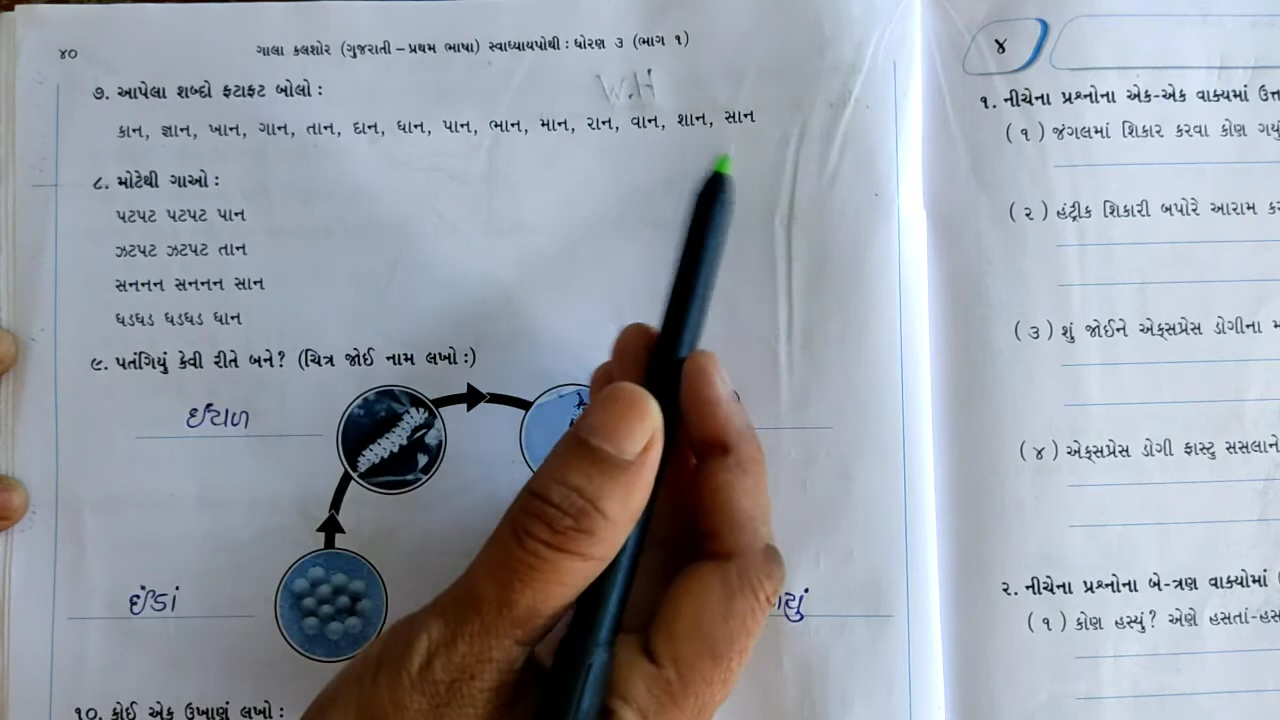 ૪૦
ગાલા કલશોર (ગુજરાતી – પ્રથમ ભાષા) સ્વાધ્યાયપોથી : ધોરણ ૩ (ભાગ ૧)
W.H
૭. આપેલા શબ્દો ફટાફટ બોલો :
કાન, જ્ઞાન, ખાન, ગાન, તાન, દાન, ધાન, પાન, ભાન, માન, રાન, વાન, શાન, સાન
૮. મોટેથી ગાઓ :
પટપટ પટપટ પાન
ઝટપટ ઝટપટ તાન
સનનન સનનન સાન
ધડધડ ધડધડ ધાન
૯. પતંગિયું કેવી રીતે બને? (ચિત્ર જોઈ નામ લખો :)
ઈયળ
ઈંડાં
૧૦. કોઈ એક ઉખાણું લખો :
૪
૧. નીચેના પ્રશ્નોના એક-એક વાક્યમાં
(૧) જંગલમાં શિકાર કરવા કોણ
(૨) હંટ્રીક શિકારી બપોરે આરામ
(૩) શું જોઈને એક્સપ્રેસ ડોગીના
(૪) એક્સપ્રેસ ડોગી ફાસ્ટુ સસલાને
૨. નીચેના પ્રશ્નોના બે-ત્રણ વાક્યોમાં
(૧) કોણ હસ્યું? એણે